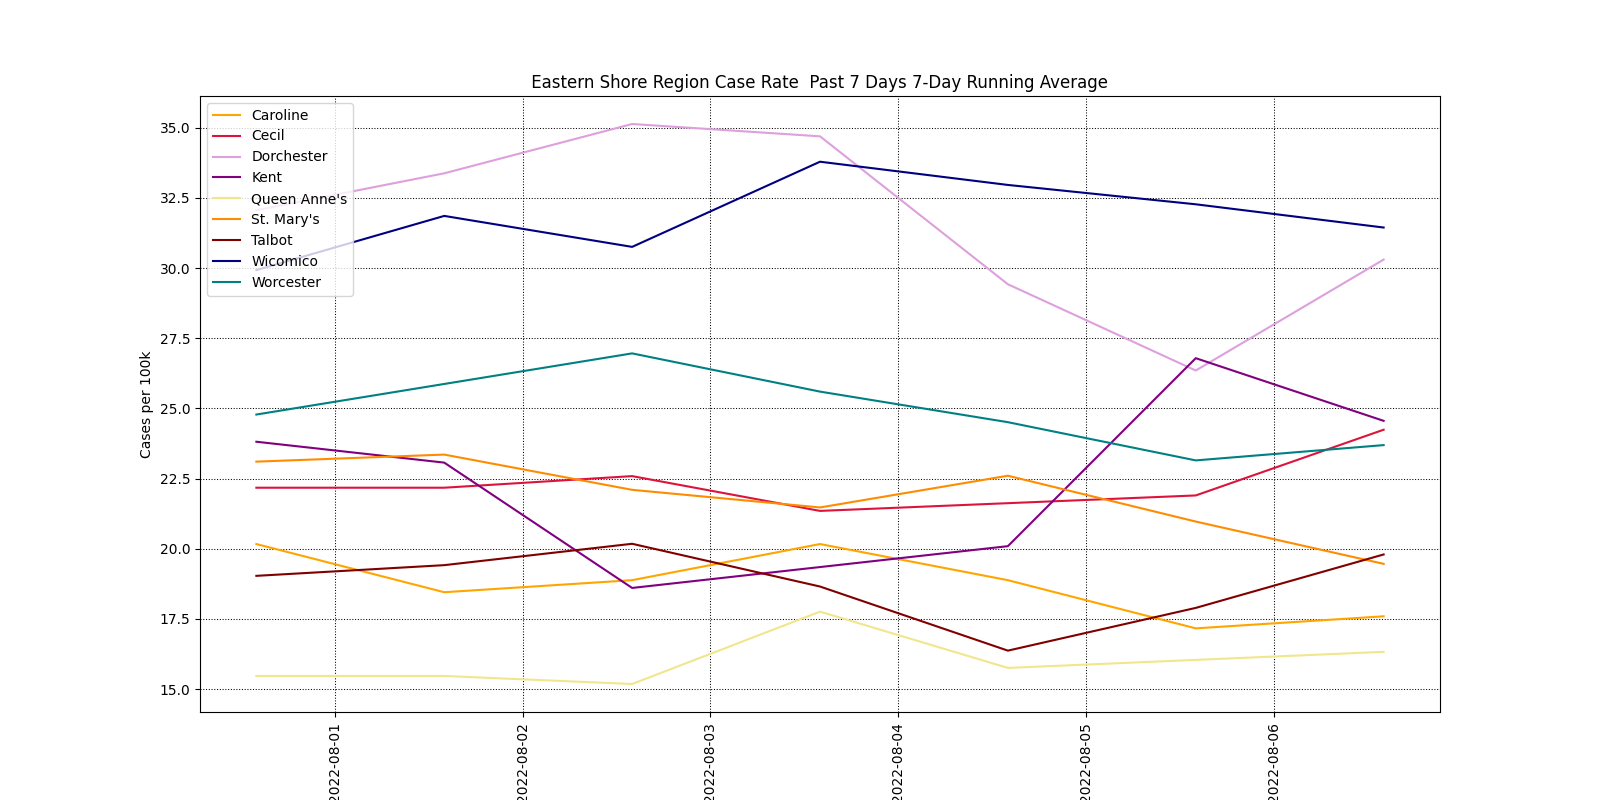 Eastern Shore Region Case Rate  Past 7 Days 7-Day Running Average
Caroline
Cecil
Dorchester
Kent
Queen Anne's
St. Mary's
Talbot
Wicomico
Worcester
Cases per 100k
35.0
32.5
30.0
27.5
25.0
22.5
20.0
17.5
15.0
2022-08-01
2022-08-02
2022-08-03
2022-08-04
2022-08-05
2022-08-06